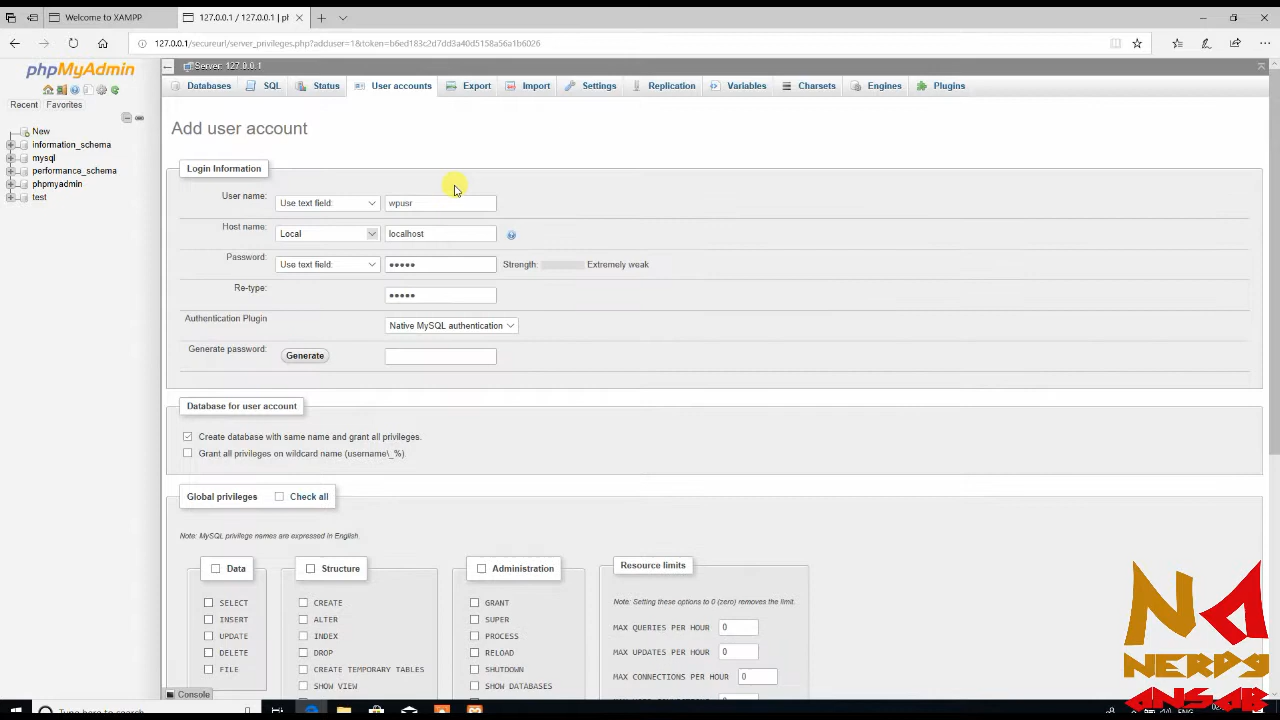 Welcome to XAMPP
127.0.0.1 / 127.0.0.1 | ph
127.0.0.1/secureurl/server_privileges.php?adduser=1&token=b6ed183c2d7dd3a40d5158a56a1b6026
phpMyAdmin
Recent Favorites
New
information_schema
mysql
performance_schema
phpmyadmin
test
Server: 127.0.0.1
Databases SQL Status User accounts Export Import Settings Replication Variables Charsets Engines Plugins
Add user account
Login Information
User name: Use text field: wpusr
Host name: Local localhost
Password: Use text field: ••••• Strength: Extremely weak
Re-type: •••••
Authentication Plugin Native MySQL authentication
Generate password: Generate
Database for user account
Create database with same name and grant all privileges.
Grant all privileges on wildcard name (username\_%).
Global privileges Check all
Note: MySQL privilege names are expressed in English.
Data
SELECT
INSERT
UPDATE
DELETE
FILE
Structure
CREATE
ALTER
INDEX
DROP
CREATE TEMPORARY TABLES
SHOW VIEW
Administration
GRANT
SUPER
PROCESS
RELOAD
SHUTDOWN
SHOW DATABASES
Resource limits
Note: Setting these options to 0 (zero) removes the limit.
MAX QUERIES PER HOUR 0
MAX UPDATES PER HOUR 0
MAX CONNECTIONS PER HOUR 0
Console
Type here to search
ENG
NA
NERDS
ANSAB